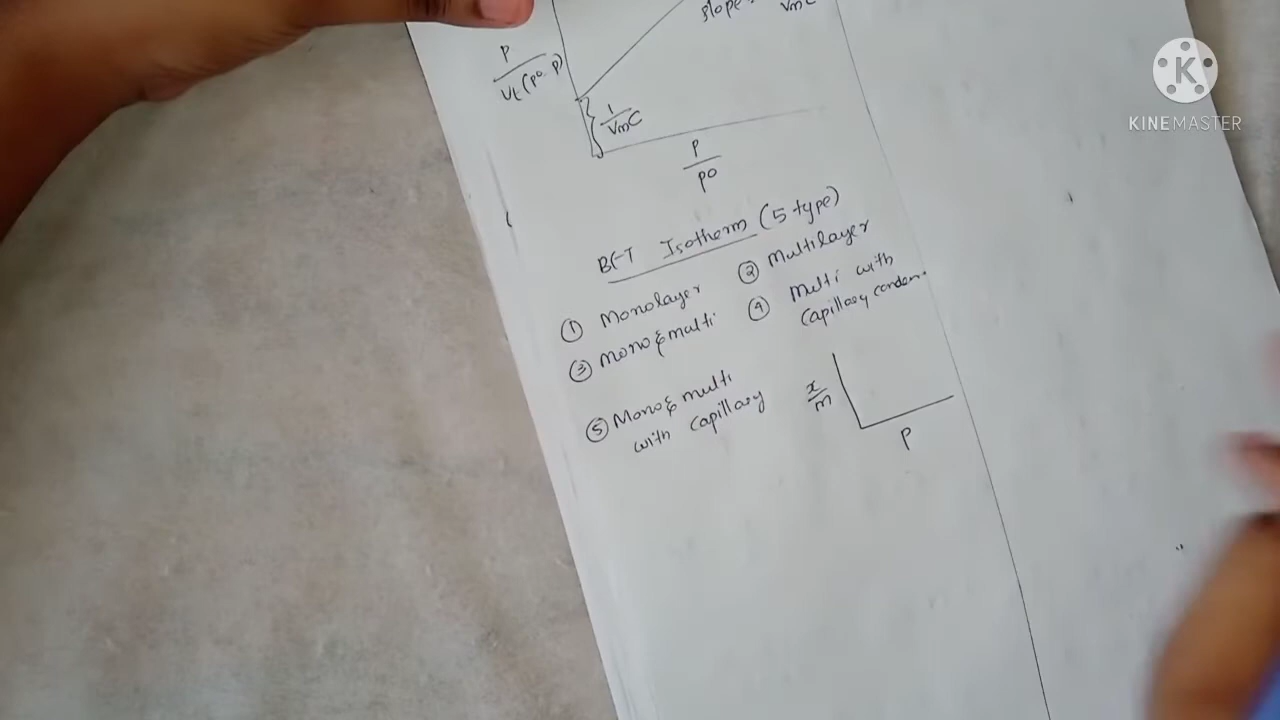 slope =
VmC
P
Vt(P⁰-P)
1
VmC
P
P⁰
BET Isotherm (5 type)
① Monolayer ② Multilayer
③ Mono & multi ④ Multi with
Capillary conden.
⑤ Mono & multi
with Capillary
x
m
P
KINEMASTER